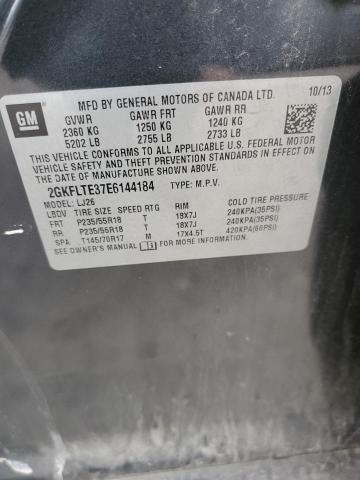 GM
MFD BY GENERAL MOTORS OF CANADA LTD.
10/13
GVWR GAWR FRT GAWR RR
2360 KG 1250 KG 1240 KG
5202 LB 2755 LB 2733 LB
THIS VEHICLE CONFORMS TO ALL APPLICABLE U.S. FEDERAL MOTOR
VEHICLE SAFETY AND THEFT PREVENTION STANDARDS IN EFFECT ON
THE DATE OF MANUFACTURE SHOWN ABOVE.
2GKFLTE37E6144184 TYPE: M.P.V.
MODEL: LJ26
LBDV TIRE SIZE SPEED RTG RIM COLD TIRE PRESSURE
FRT P235/55R18 T 18X7J 240KPA(35PSI)
RR P235/55R18 T 18X7J 240KPA(35PSI)
SPA T145/70R17 M 17X4.5T 420KPA(60PSI)
SEE OWNER'S MANUAL FOR ADDITIONAL INFORMATION.